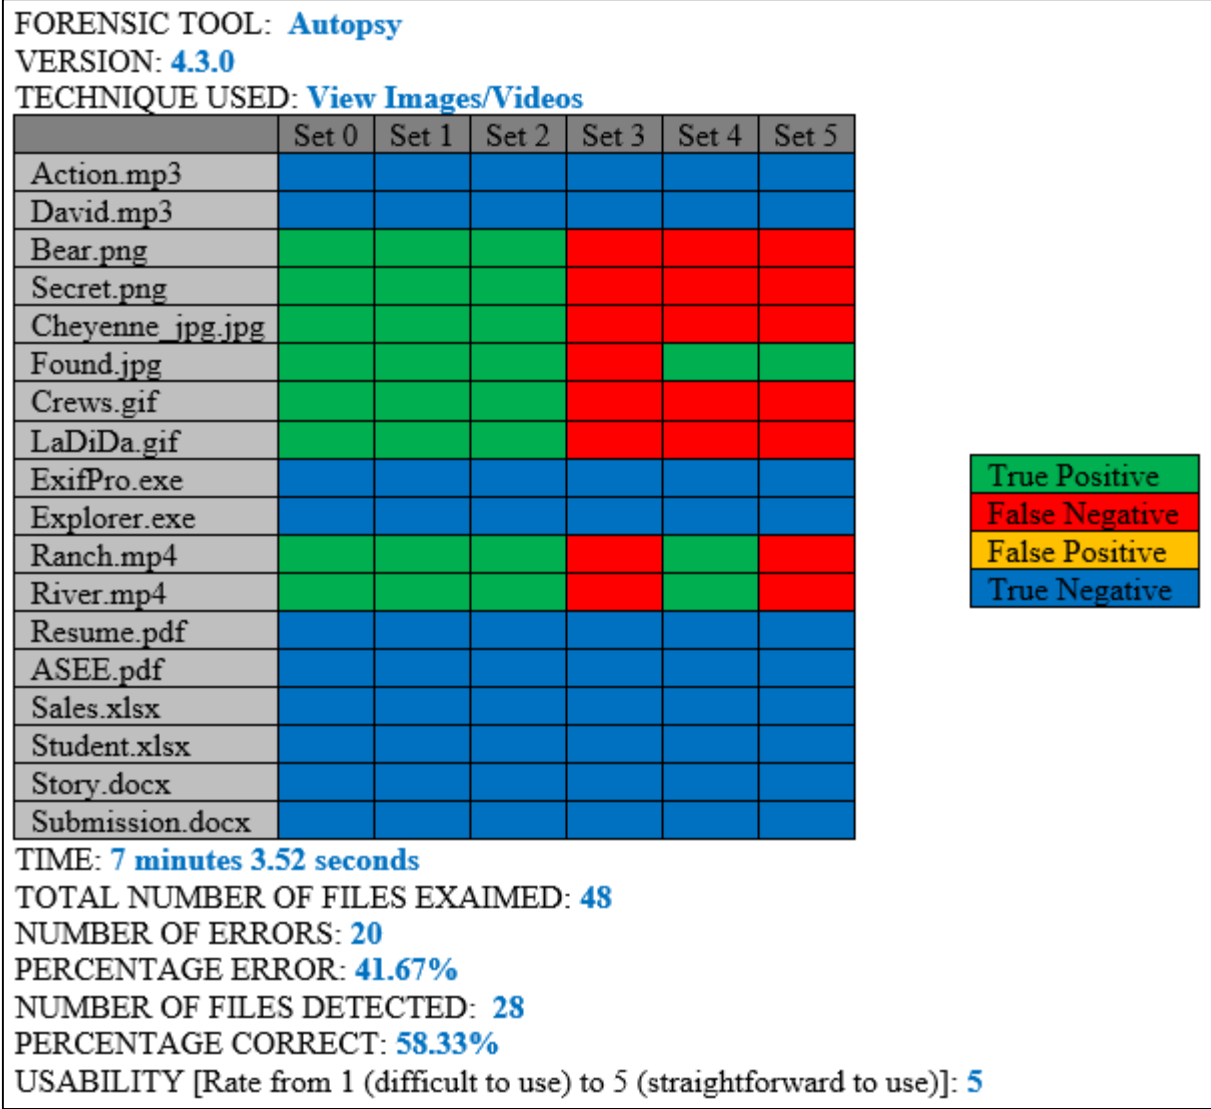 FORENSIC TOOL: Autopsy
VERSION: 4.3.0
TECHNIQUE USED: View Images/Videos
Set 0 Set 1 Set 2 Set 3 Set 4 Set 5
Action.mp3
David.mp3
Bear.png
Secret.png
Cheyenne_jpg.jpg
Found.jpg
Crews.gif
LaDiDa.gif
ExifPro.exe
Explorer.exe
Ranch.mp4
River.mp4
Resume.pdf
ASEE.pdf
Sales.xlsx
Student.xlsx
Story.docx
Submission.docx
True Positive
False Negative
False Positive
True Negative
TIME: 7 minutes 3.52 seconds
TOTAL NUMBER OF FILES EXAIMED: 48
NUMBER OF ERRORS: 20
PERCENTAGE ERROR: 41.67%
NUMBER OF FILES DETECTED: 28
PERCENTAGE CORRECT: 58.33%
USABILITY [Rate from 1 (difficult to use) to 5 (straightforward to use)]: 5